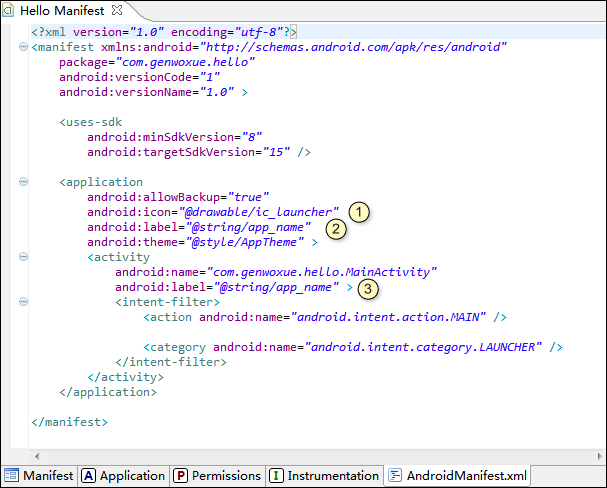 Hello Manifest
<?xml version="1.0" encoding="utf-8"?>
<manifest xmlns:android="http://schemas.android.com/apk/res/android"
package="com.genwoxue.hello"
android:versionCode="1"
android:versionName="1.0" >
<uses-sdk
android:minSdkVersion="8"
android:targetSdkVersion="15" />
<application
android:allowBackup="true"
android:icon="@drawable/ic_launcher" 1
android:label="@string/app_name" 2
android:theme="@style/AppTheme" >
<activity
android:name="com.genwoxue.hello.MainActivity"
android:label="@string/app_name" > 3
<intent-filter>
<action android:name="android.intent.action.MAIN" />
<category android:name="android.intent.category.LAUNCHER" />
</intent-filter>
</activity>
</application>
</manifest>
Manifest A Application P Permissions I Instrumentation AndroidManifest.xml